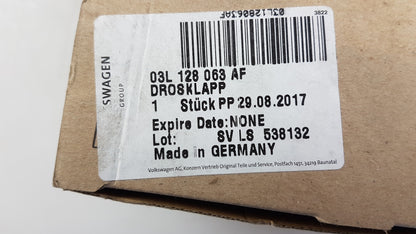 03L128063AF
3822
SWAGEN
GROUP
03L 128 063 AF
DROSKLAPP
1 Stück PP 29.08.2017
Expire Date:NONE
Lot: SV LS 538132
Made in GERMANY
Volkswagen AG, Konzern Vertrieb Original Teile und Service, Postfach 1451, 34219 Baunatal